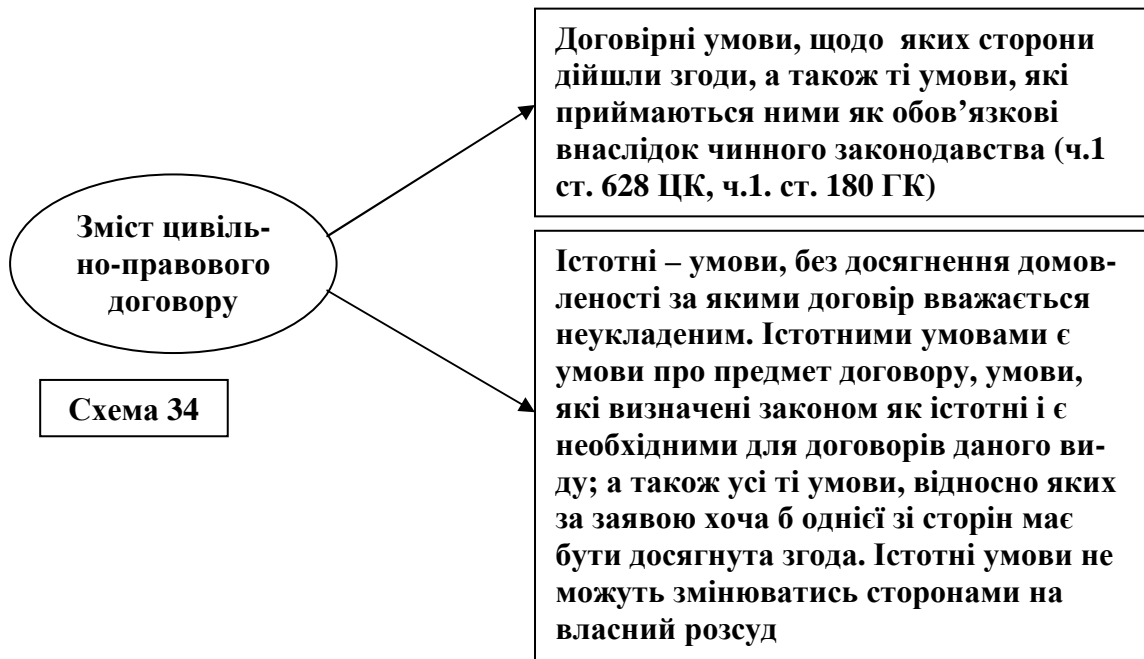 Договірні умови, щодо яких сторони
дійшли згоди, а також ті умови, які
приймаються ними як обов’язкові
внаслідок чинного законодавства (ч.1
ст. 628 ЦК, ч.1. ст. 180 ГК)
Зміст цивіль-
но-правового
договору
Істотні – умови, без досягнення домов-
леності за якими договір вважається
неукладеним. Істотними умовами є
умови про предмет договору, умови,
які визначені законом як істотні і є
необхідними для договорів даного ви-
ду; а також усі ті умови, відносно яких
за заявою хоча б однієї зі сторін має
бути досягнута згода. Істотні умови не
можуть змінюватись сторонами на
власний розсуд
Схема 34